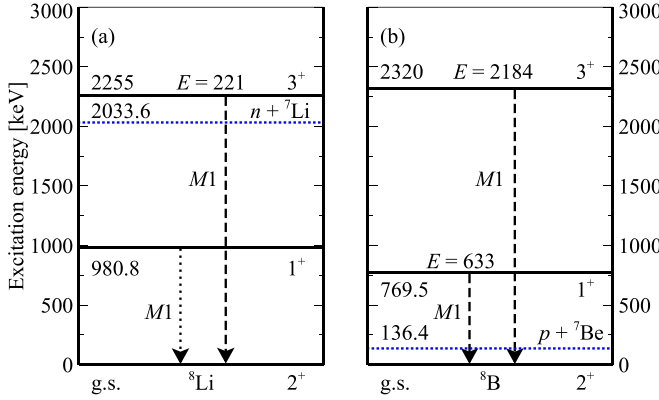 3000
(a)
2500
2255 E = 221 3⁺
2033.6 n + ⁷Li
2000
M1
1500
1000
980.8 1⁺
M1
500
0
g.s. ⁸Li 2⁺
Excitation energy [keV]
3000
(b)
2500
2320 E = 2184 3⁺
2000
M1
1500
1000
E = 633
769.5 1⁺
M1
500
136.4 p + ⁷Be
0
g.s. ⁸B 2⁺